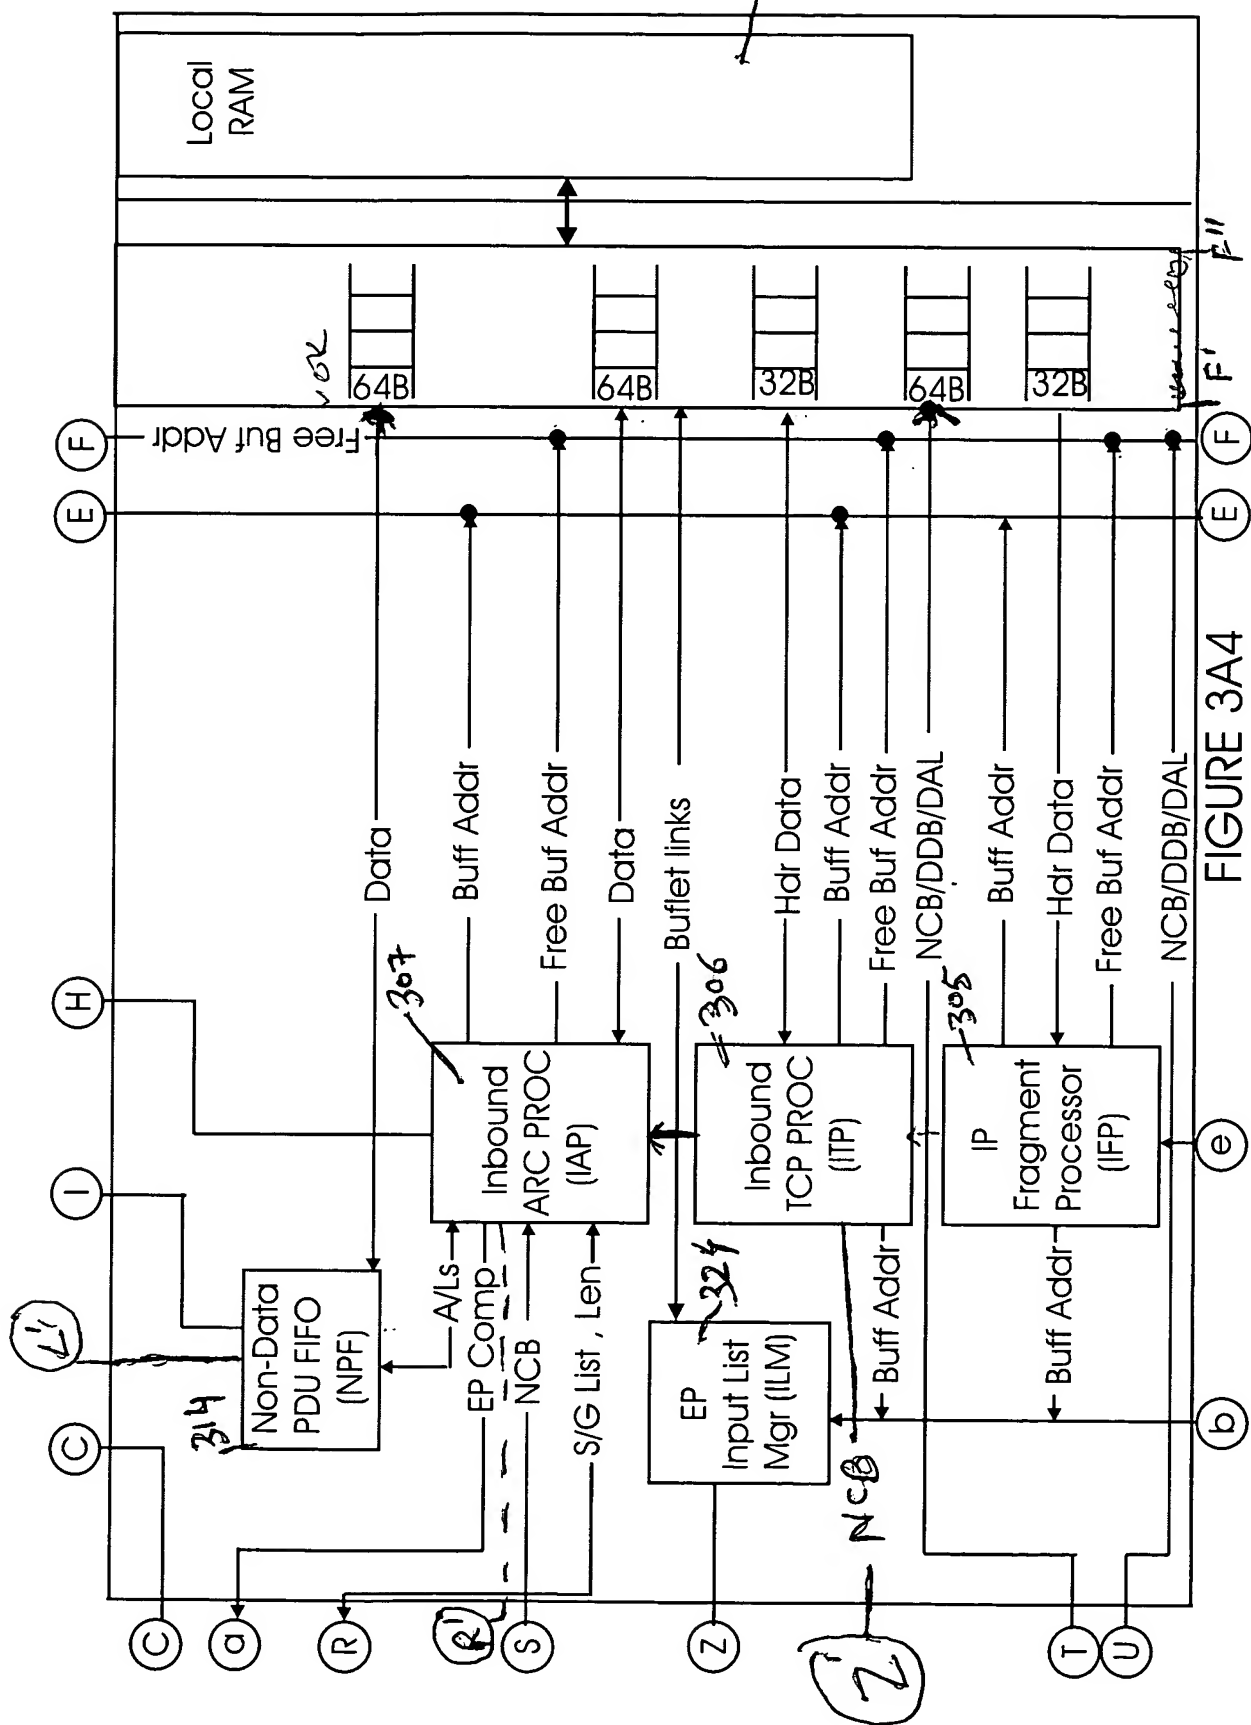 Local
RAM
64B
64B
32B
64B
32B
F
Free Buf Addr
F
E
E
F'
F"
Data
Buff Addr
Free Buf Addr
Data
Buflet links
Hdr Data
Buff Addr
Free Buf Addr
NCB/DDB/DAL
Buff Addr
Hdr Data
Free Buf Addr
NCB/DDB/DAL
H
I
C
L'
307
306
305
324
314
Inbound
ARC PROC
(IAP)
Inbound
TCP PROC
(ITP)
IP
Fragment
Processor
(IFP)
Non-Data
PDU FIFO
(NPF)
A/Ls
EP Comp
NCB
S/G List , Len
EP
Input List
Mgr (ILM)
Buff Addr
Buff Addr
NCB
e
b
C
a
R
R'
S
Z
Z'
T
U
FIGURE 3A4